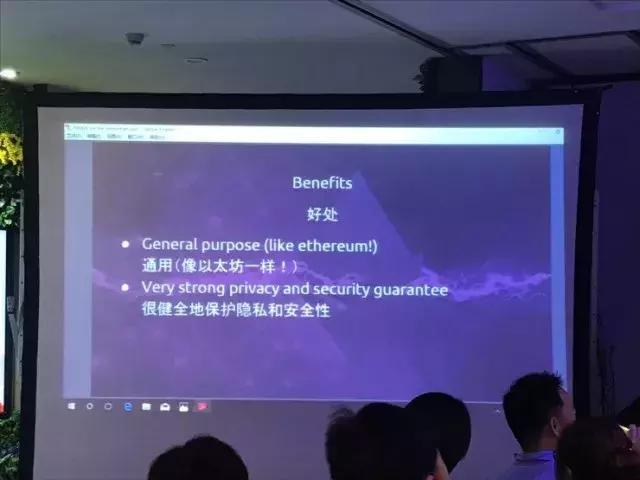 Benefits
好处
General purpose (like ethereum!)
通用(像以太坊一样！)
Very strong privacy and security guarantee
很健全地保护隐私和安全性